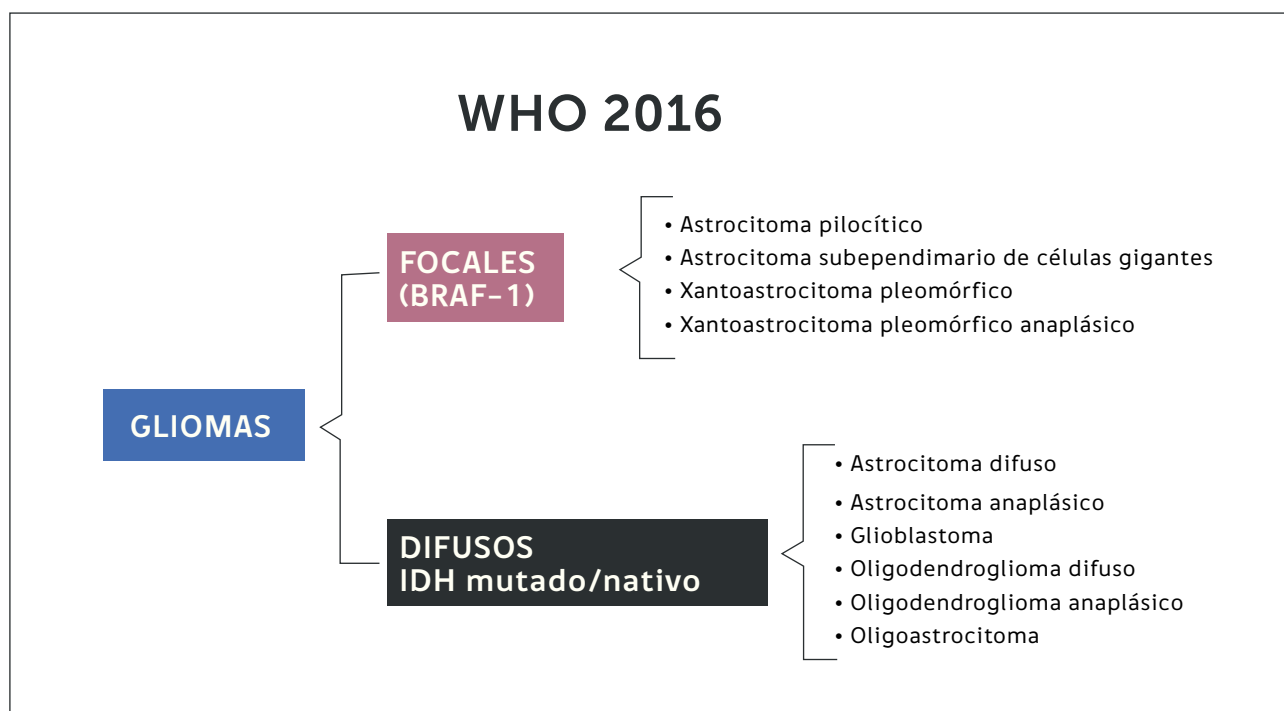 WHO 2016
FOCALES
(BRAF-1)
• Astrocitoma pilocítico
• Astrocitoma subependimario de células gigantes
• Xantoastrocitoma pleomórfico
• Xantoastrocitoma pleomórfico anaplásico
GLIOMAS
DIFUSOS
IDH mutado/nativo
• Astrocitoma difuso
• Astrocitoma anaplásico
• Glioblastoma
• Oligodendroglioma difuso
• Oligodendroglioma anaplásico
• Oligoastrocitoma